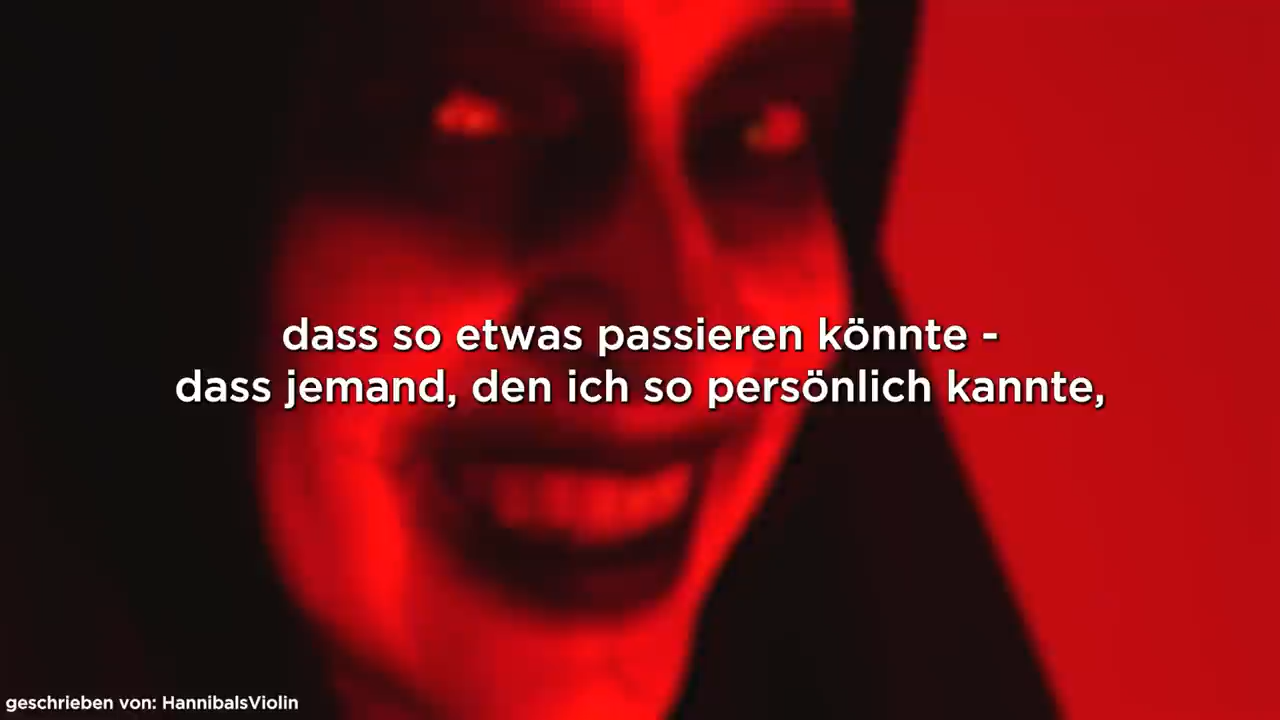 dass so etwas passieren könnte -
dass jemand, den ich so persönlich kannte,
geschrieben von: HannibalsViolin